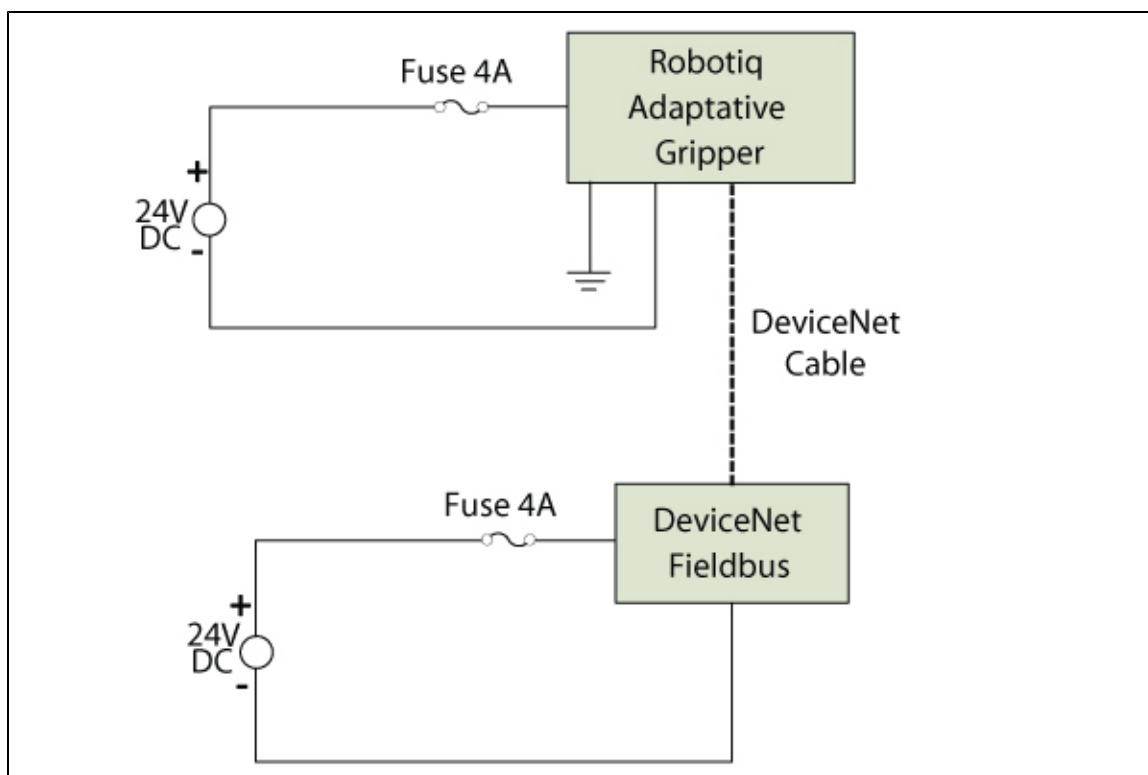 Robotiq
Adaptative
Gripper
Fuse 4A
+
24V
DC
-
DeviceNet
Cable
Fuse 4A
DeviceNet
Fieldbus
+
24V
DC
-